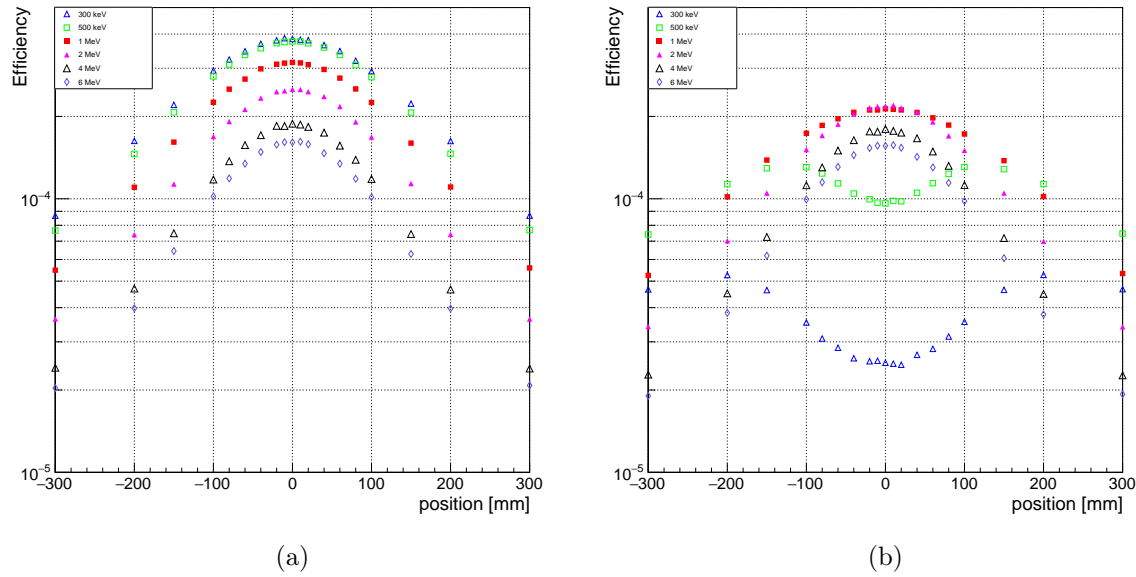 Efficiency
300 keV
500 keV
1 MeV
2 MeV
4 MeV
6 MeV
10⁻⁴
10⁻⁵
−300 −200 −100 0 100 200 300
position [mm]
(a)
Efficiency
300 keV
500 keV
1 MeV
2 MeV
4 MeV
6 MeV
10⁻⁴
10⁻⁵
−300 −200 −100 0 100 200 300
position [mm]
(b)